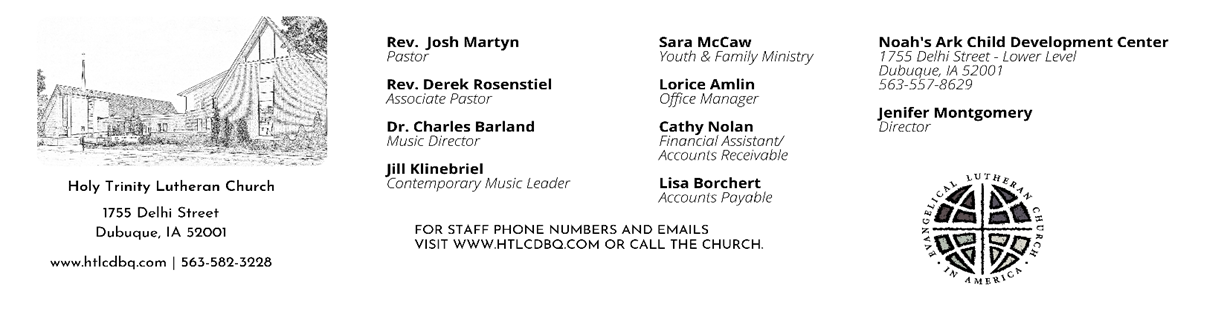 Holy Trinity Lutheran Church
1755 Delhi Street
Dubuque, IA 52001
www.htlcdbq.com | 563-582-3228
Rev. Josh Martyn
Pastor
Rev. Derek Rosenstiel
Associate Pastor
Dr. Charles Barland
Music Director
Jill Klinebriel
Contemporary Music Leader
Sara McCaw
Youth & Family Ministry
Lorice Amlin
Office Manager
Cathy Nolan
Financial Assistant/
Accounts Receivable
Lisa Borchert
Accounts Payable
FOR STAFF PHONE NUMBERS AND EMAILS
VISIT WWW.HTLCDBQ.COM OR CALL THE CHURCH.
Noah's Ark Child Development Center
1755 Delhi Street - Lower Level
Dubuque, IA 52001
563-557-8629
Jenifer Montgomery
Director
EVANGELICAL LUTHERAN CHURCH
• IN AMERICA •